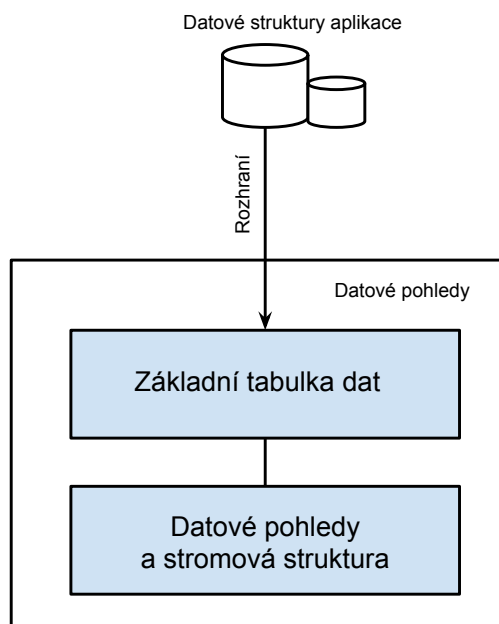 Datové struktury aplikace
Rozhraní
Datové pohledy
Základní tabulka dat
Datové pohledy
a stromová struktura